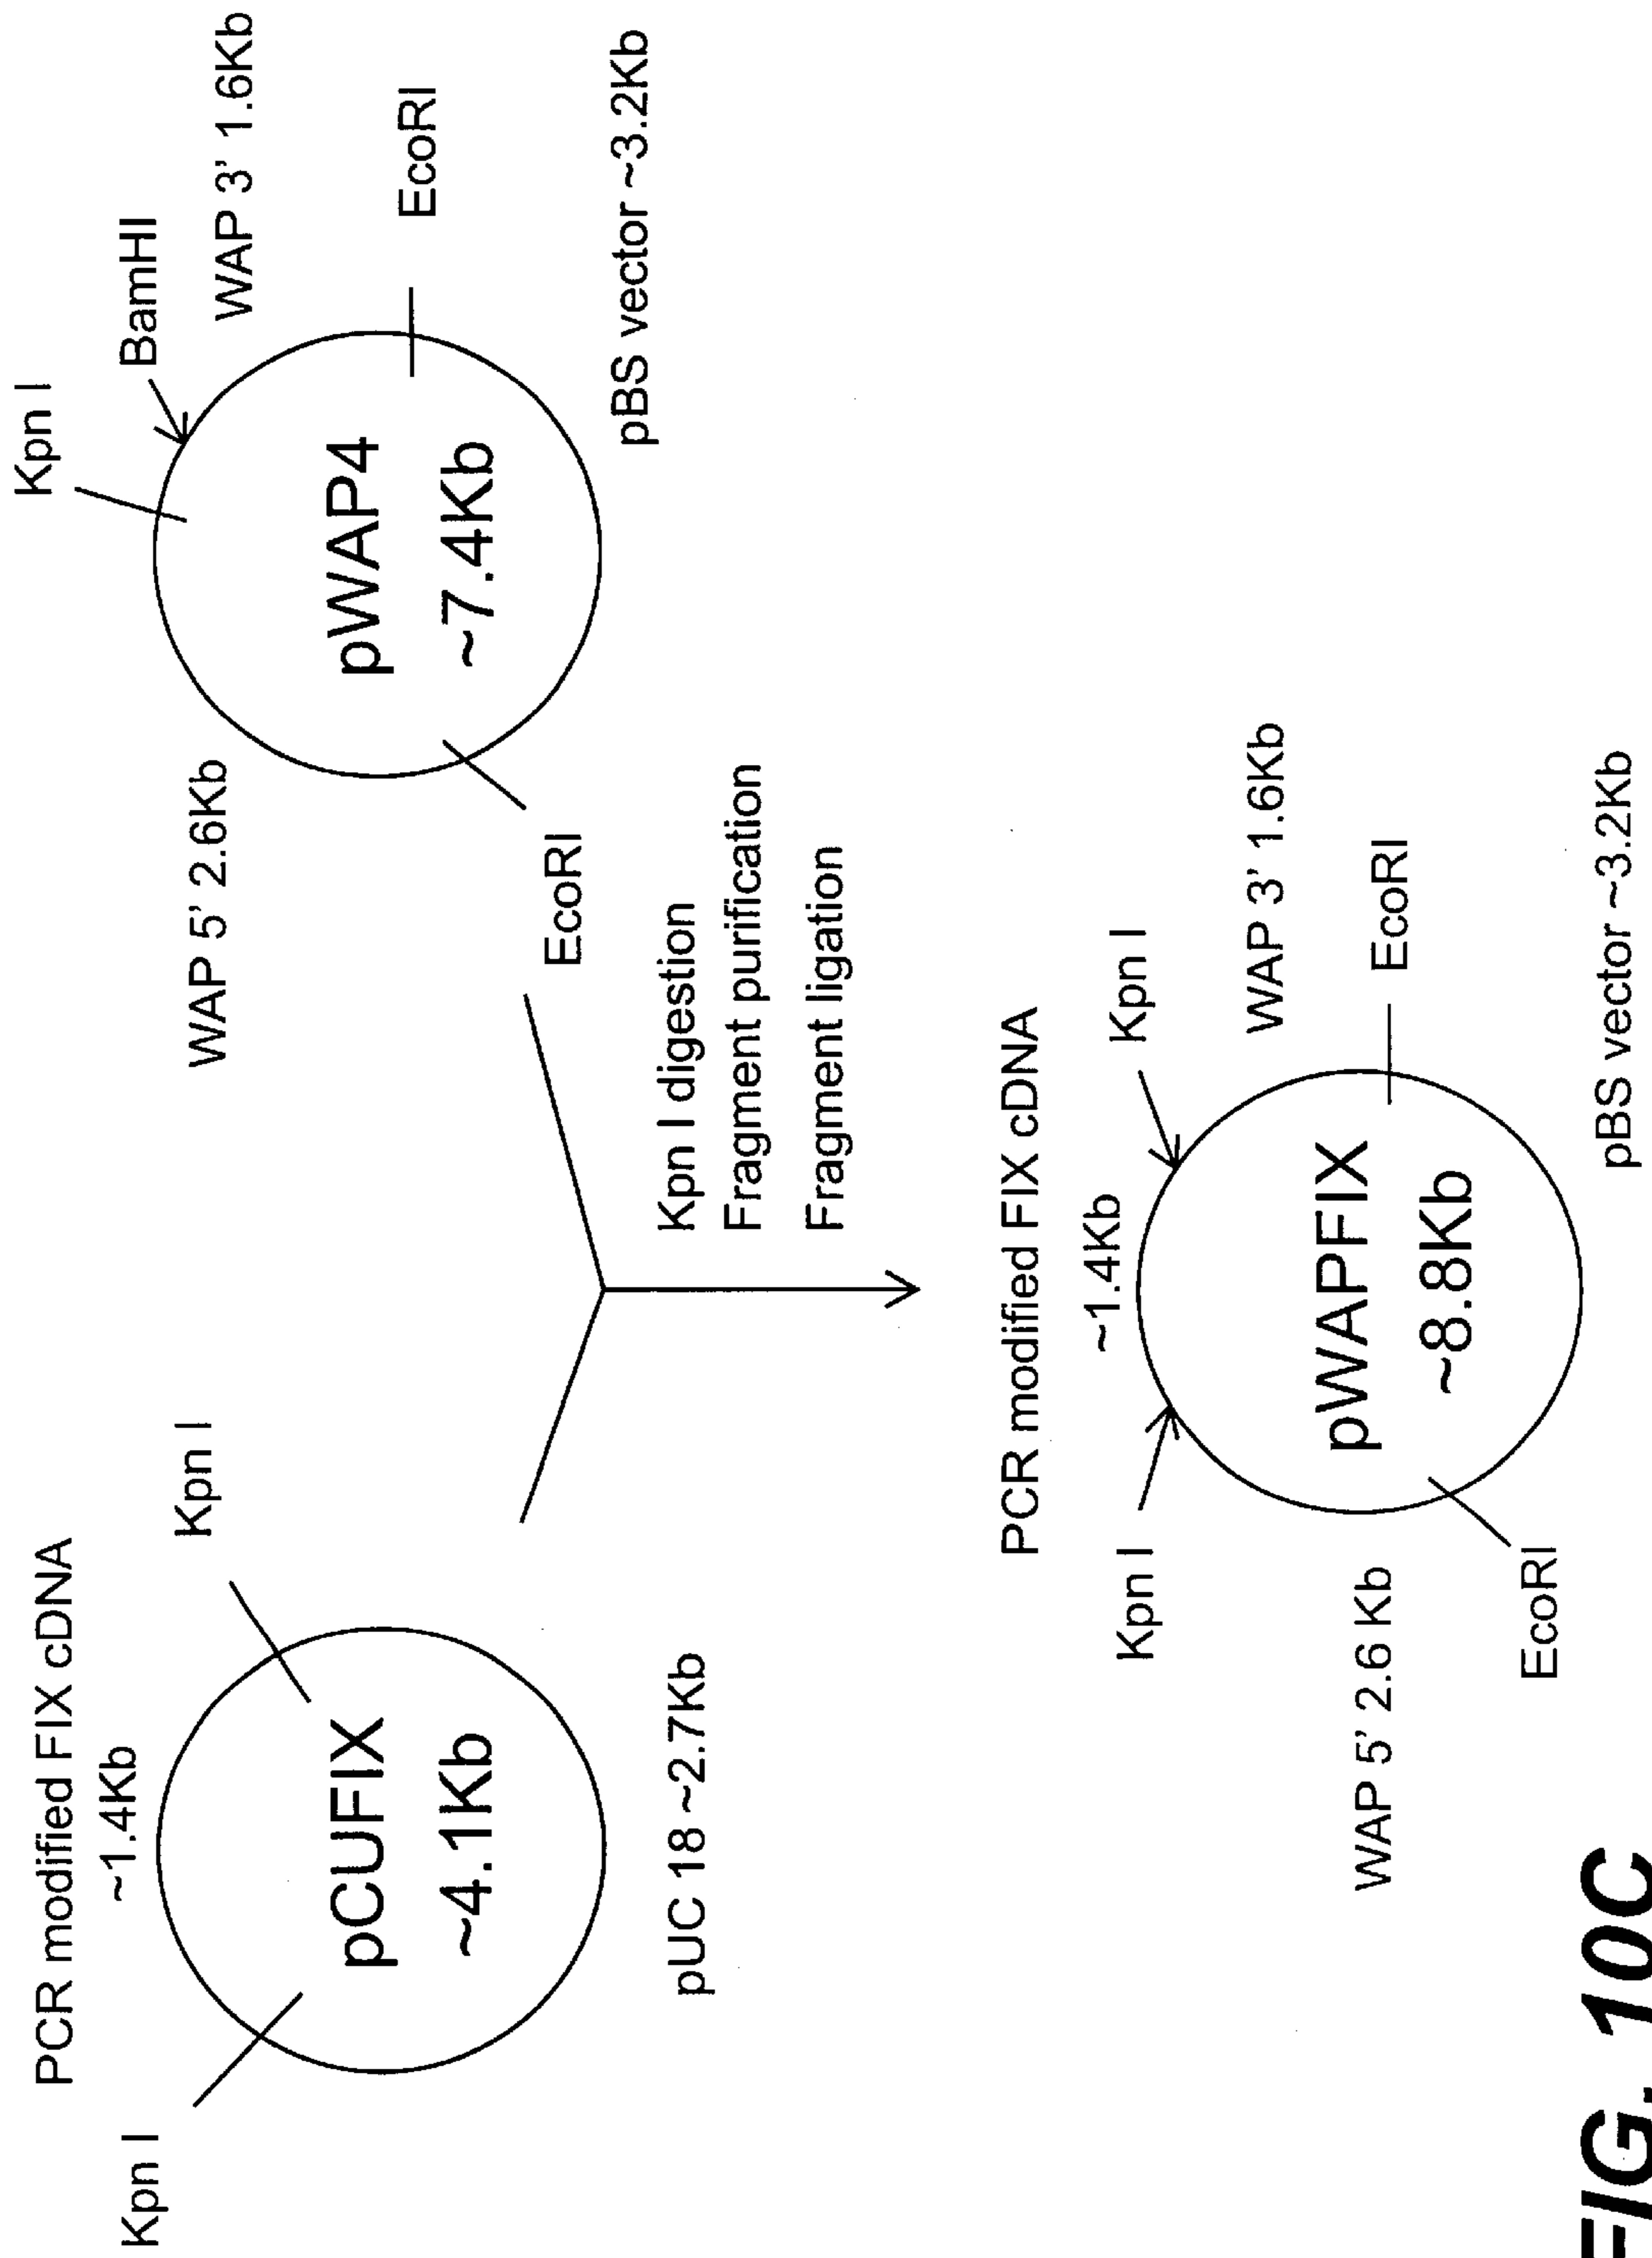 PCR modified FIX cDNA
~1.4Kb
Kpn I
Kpn I
pCUFIX
~4.1Kb
pUC 18 ~2.7Kb
Kpn I
BamHI
WAP 5' 2.6Kb
WAP 3' 1.6Kb
pWAP4
~7.4Kb
EcoRI
EcoRI
pBS vector ~3.2Kb
Kpn I digestion
Fragment purification
Fragment ligation
PCR modified FIX cDNA
~1.4Kb
Kpn I
Kpn I
WAP 5' 2.6 Kb
WAP 3' 1.6Kb
pWAPFIX
~8.8Kb
EcoRI
EcoRI
pBS vector ~3.2Kb
FIG. 10C